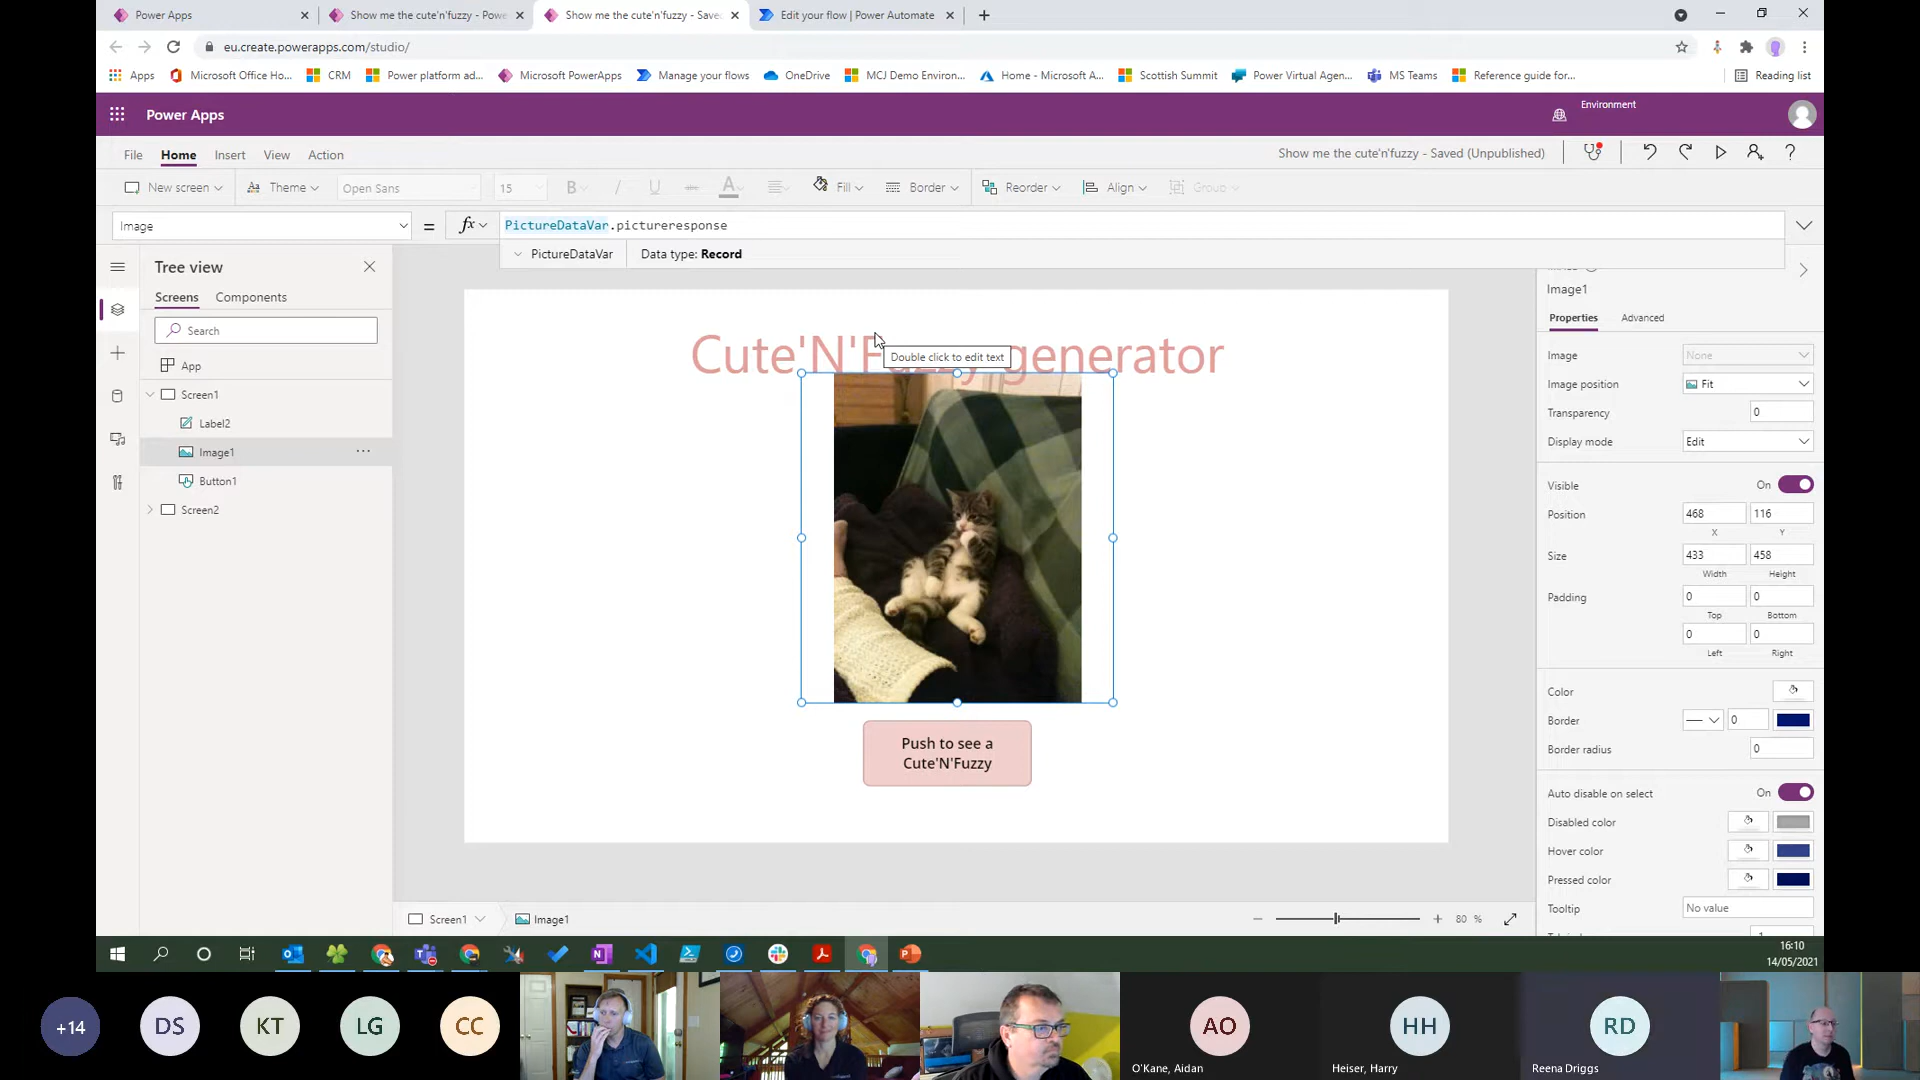 Power Apps
Show me the cute'n'fuzzy - Powe
Show me the cute'n'fuzzy - Save
Edit your flow | Power Automate
eu.create.powerapps.com/studio/
Apps
Microsoft Office Ho...
CRM
Power platform ad...
Microsoft PowerApps
Manage your flows
OneDrive
MCJ Demo Environ...
Home - Microsoft A...
Scottish Summit
Power Virtual Agen...
MS Teams
Reference guide for...
Reading list
Power Apps
Environment
File
Home
Insert
View
Action
Show me the cute'n'fuzzy - Saved (Unpublished)
New screen
Theme
Open Sans
15
B
Fill
Border
Reorder
Align
Group
Image
=
fx
PictureDataVar.pictureresponse
PictureDataVar
Data type: Record
Tree view
Screens
Components
Search
App
Screen1
Label2
Image1
Button1
Screen2
Cute'N'Fuzzy generator
Double click to edit text
Push to see a
Cute'N'Fuzzy
Image1
Properties
Advanced
Image
None
Image position
Fit
Transparency
0
Display mode
Edit
Visible
On
Position
468
116
X
Y
Size
433
458
Width
Height
Padding
0
0
Top
Bottom
0
0
Left
Right
Color
Border
0
Border radius
0
Auto disable on select
On
Disabled color
Hover color
Pressed color
Tooltip
No value
Screen1
Image1
80 %
16:10
14/05/2021
+14
DS
KT
LG
CC
AO
O'Kane, Aidan
HH
Heiser, Harry
RD
Reena Driggs